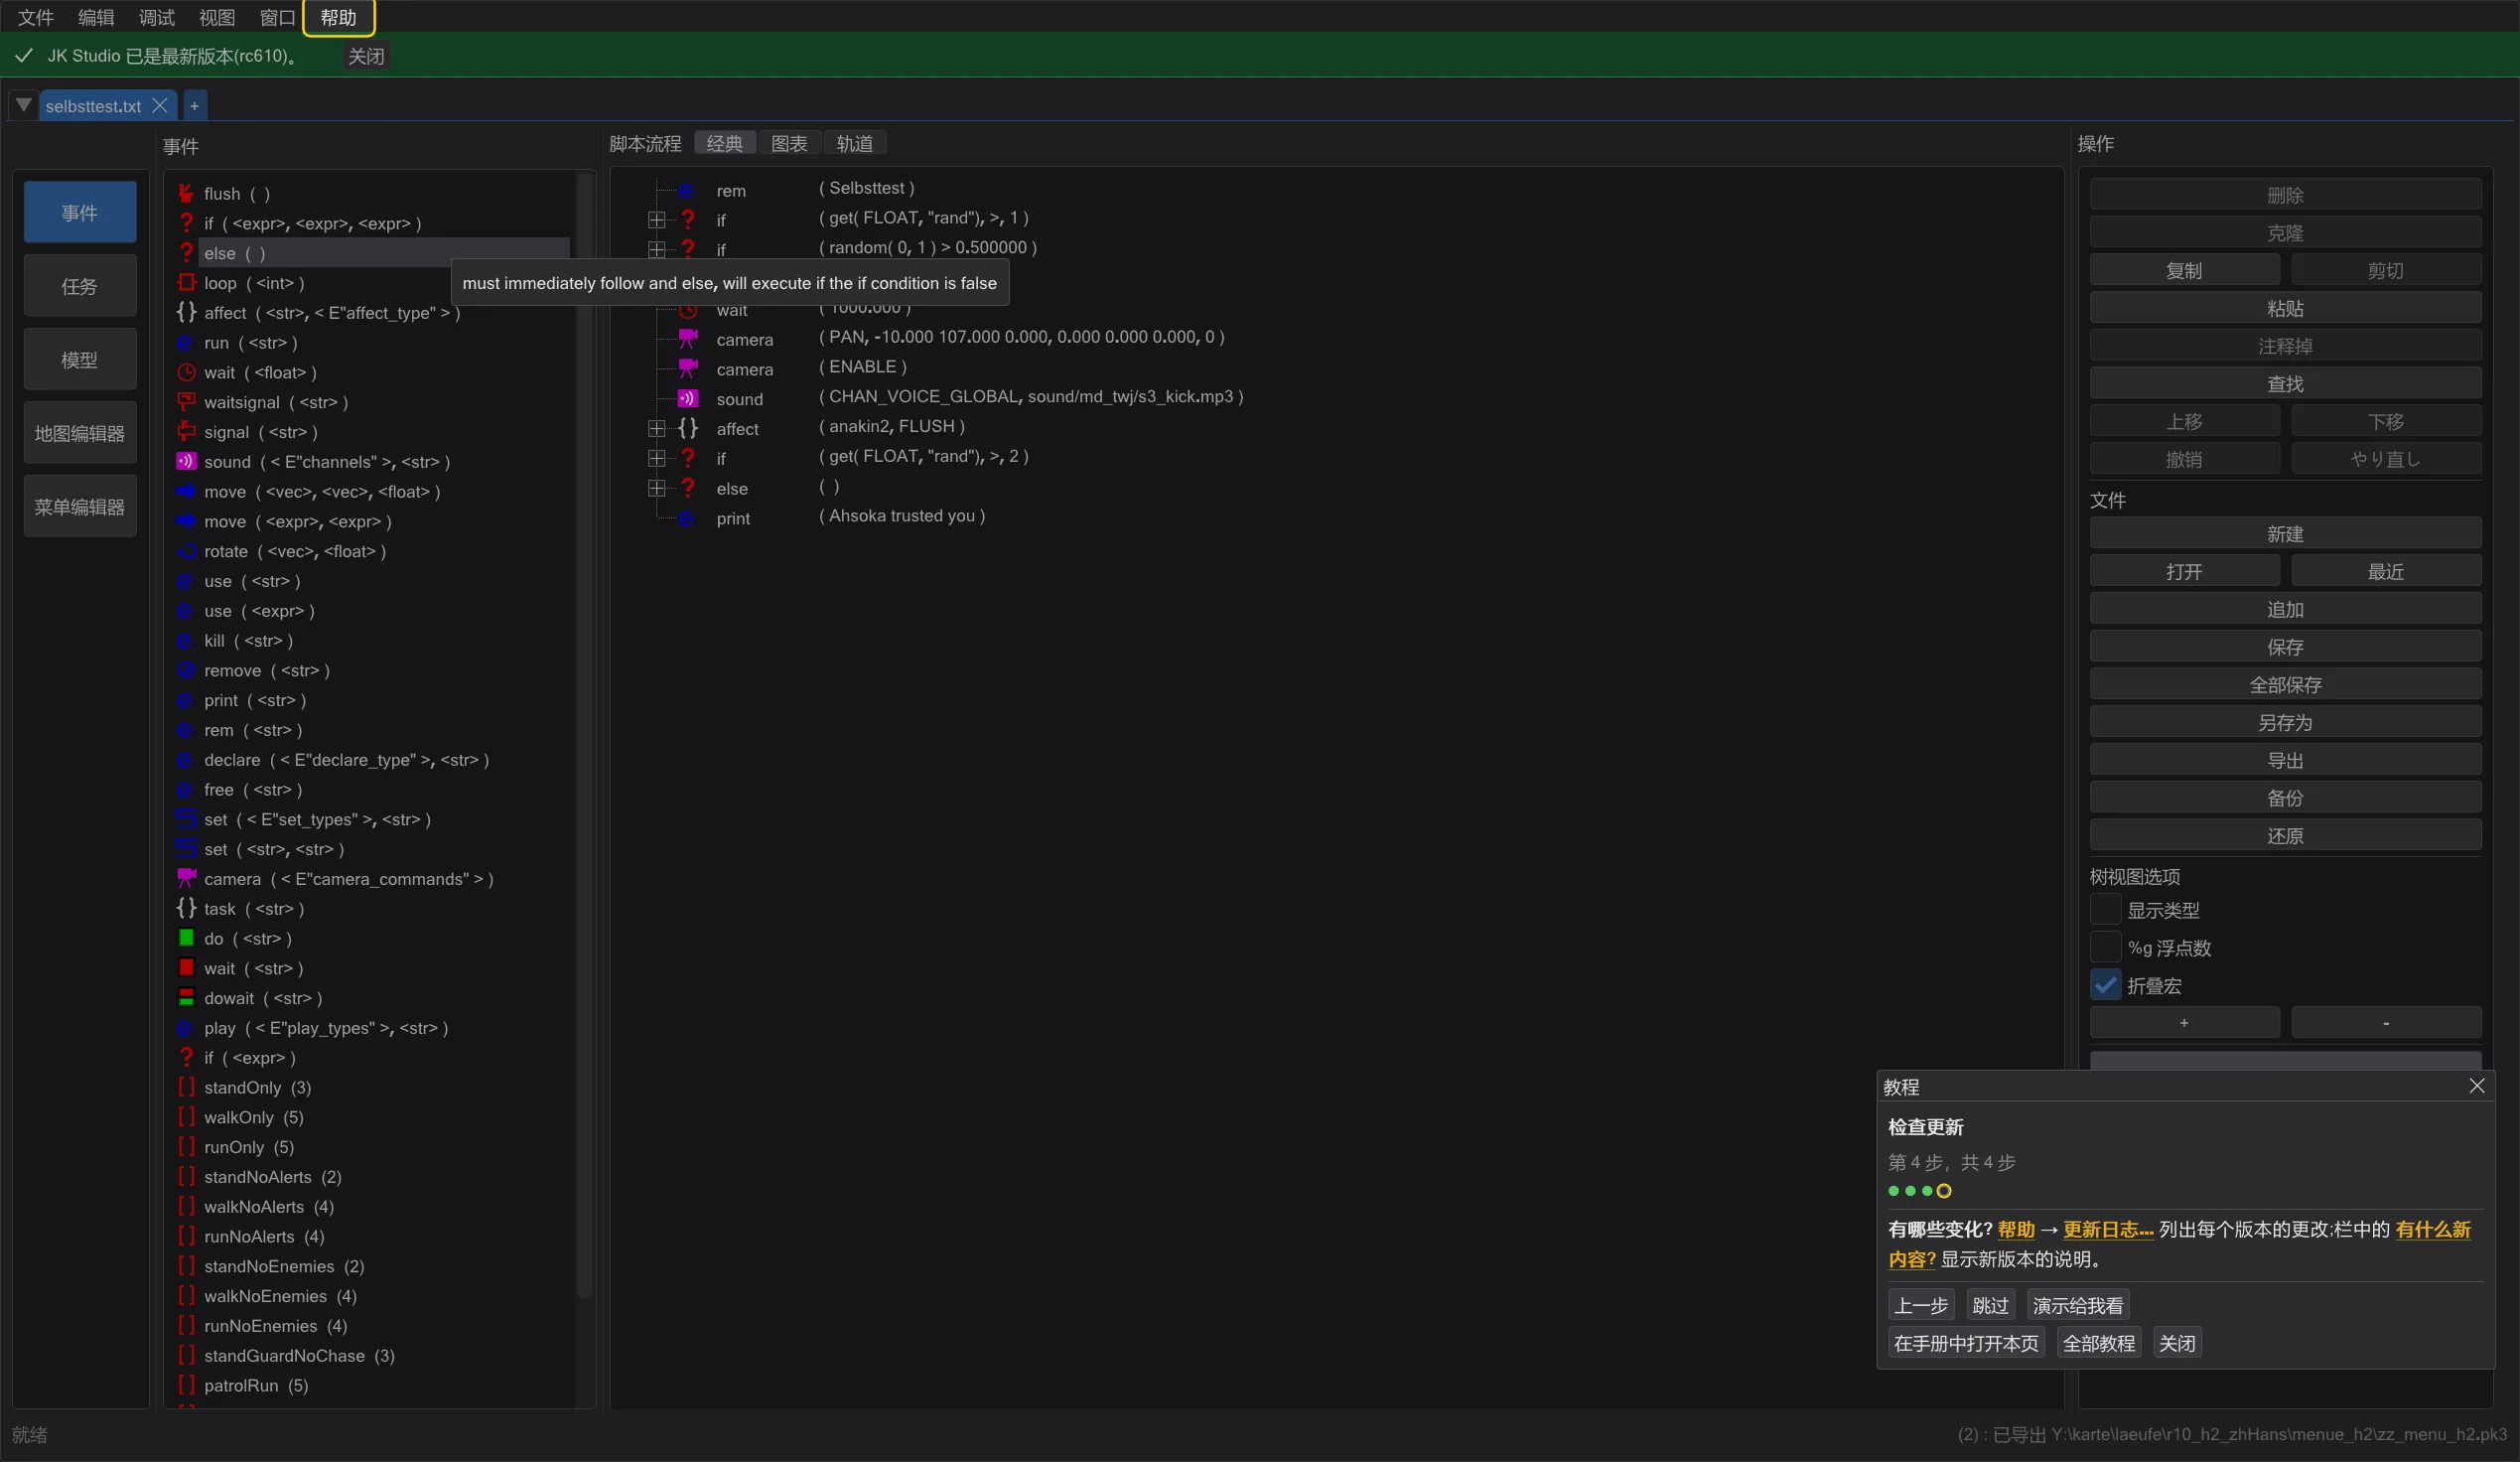 文件 编辑 调试 视图 窗口 帮助
JK Studio 已是最新版本(rc610)。 关闭
selbsttest.txt +
事件
事件
任务
模型
地图编辑器
菜单编辑器
flush ( )
if ( <expr>, <expr>, <expr> )
else ( )
loop ( <int> )
affect ( <str>, < E"affect_type" > )
run ( <str> )
wait ( <float> )
waitsignal ( <str> )
signal ( <str> )
sound ( < E"channels" >, <str> )
move ( <vec>, <vec>, <float> )
move ( <expr>, <expr> )
rotate ( <vec>, <float> )
use ( <str> )
use ( <expr> )
kill ( <str> )
remove ( <str> )
print ( <str> )
rem ( <str> )
declare ( < E"declare_type" >, <str> )
free ( <str> )
set ( < E"set_types" >, <str> )
set ( <str>, <str> )
camera ( < E"camera_commands" > )
task ( <str> )
do ( <str> )
wait ( <str> )
dowait ( <str> )
play ( < E"play_types" >, <str> )
if ( <expr> )
standOnly (3)
walkOnly (5)
runOnly (5)
standNoAlerts (2)
walkNoAlerts (4)
runNoAlerts (4)
standNoEnemies (2)
walkNoEnemies (4)
runNoEnemies (4)
standGuardNoChase (3)
patrolRun (5)
must immediately follow and else, will execute if the if condition is false
脚本流程 经典 图表 轨道
rem ( Selbsttest )
if ( get( FLOAT, "rand"), >, 1 )
if ( random( 0, 1 ) > 0.500000 )
wait ( 1000.000 )
camera ( PAN, -10.000 107.000 0.000, 0.000 0.000 0.000, 0 )
camera ( ENABLE )
sound ( CHAN_VOICE_GLOBAL, sound/md_twj/s3_kick.mp3 )
affect ( anakin2, FLUSH )
if ( get( FLOAT, "rand"), >, 2 )
else ( )
print ( Ahsoka trusted you )
操作
删除
克隆
复制 剪切
粘贴
注释掉
查找
上移 下移
撤销 やり直し
文件
新建
打开 最近
追加
保存
全部保存
另存为
导出
备份
还原
树视图选项
显示类型
%g 浮点数
折叠宏
+ -
教程
检查更新
第 4 步，共 4 步
有哪些变化? 帮助 → 更新日志... 列出每个版本的更改;栏中的 有什么新
内容? 显示新版本的说明。
上一步 跳过 演示给我看
在手册中打开本页 全部教程 关闭
就绪
(2) : 已导出 Y:\karte\laeufe\r10_h2_zhHans\menue_h2\zz_menu_h2.pk3